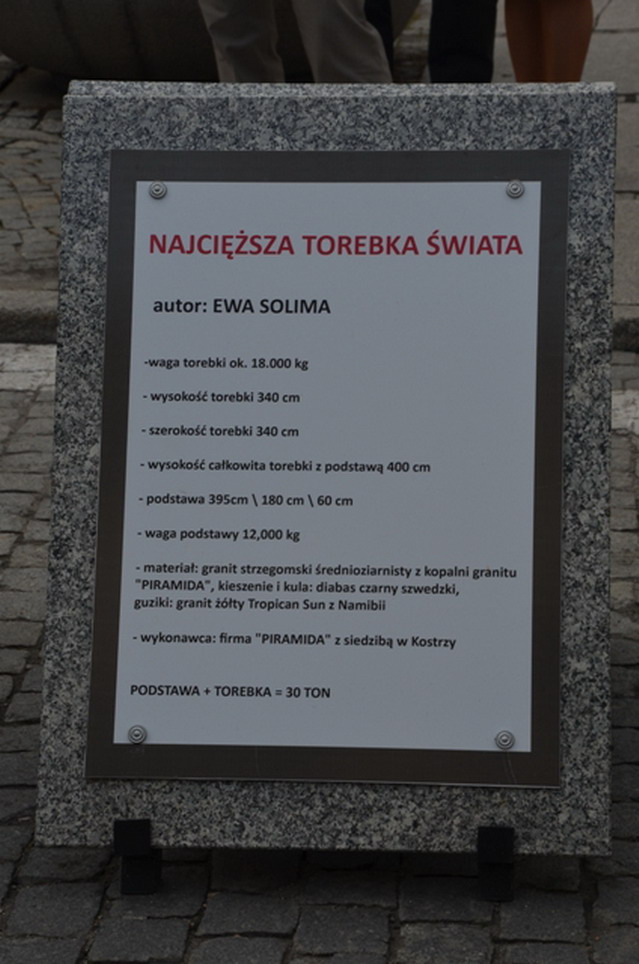 NAJCIĘŻSZA TOREBKA ŚWIATA
autor: EWA SOLIMA
-waga torebki ok. 18.000 kg
- wysokość torebki 340 cm
- szerokość torebki 340 cm
- wysokość całkowita torebki z podstawą 400 cm
- podstawa 395cm \ 180 cm \ 60 cm
- waga podstawy 12,000 kg
- materiał: granit strzegomski średnioziarnisty z kopalni granitu
"PIRAMIDA", kieszenie i kula: diabas czarny szwedzki,
guziki: granit żółty Tropican Sun z Namibii
- wykonawca: firma "PIRAMIDA" z siedzibą w Kostrzy
PODSTAWA + TOREBKA = 30 TON